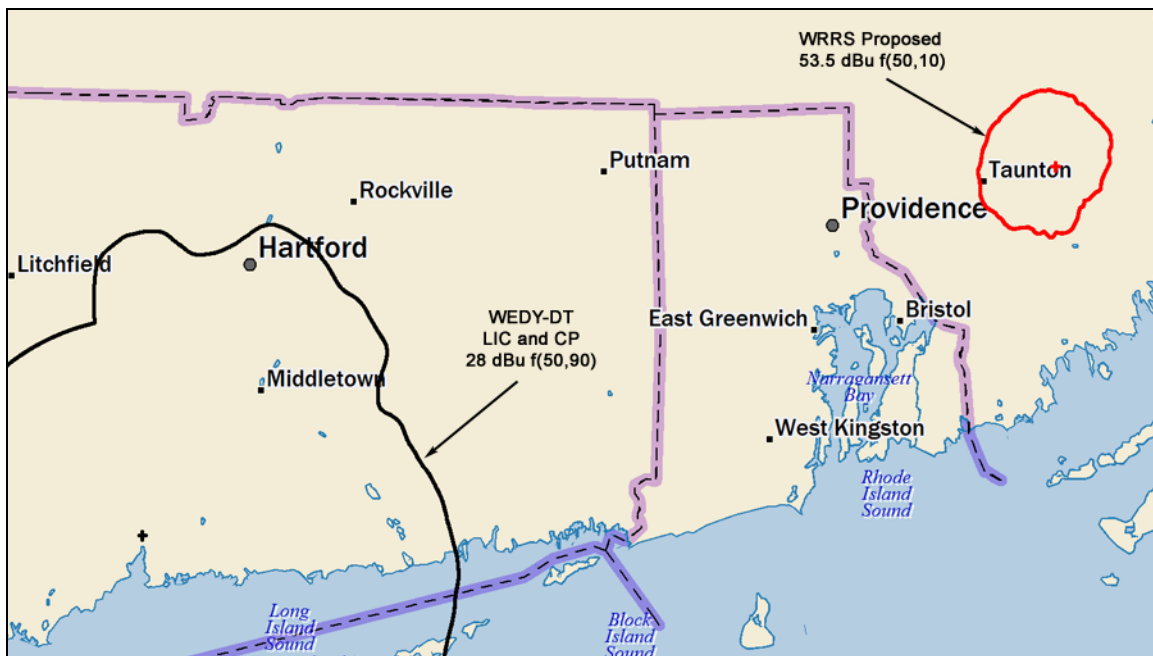 WRRS Proposed
53.5 dBu f(50,10)
Putnam
Taunton
Rockville
Providence
Hartford
Litchfield
WEDY-DT
LIC and CP
28 dBu f(50,90)
East Greenwich
Bristol
Middletown
Narragansett
Bay
West Kingston
Rhode
Island
Sound
Long
Island
Sound
Block
Island
Sound